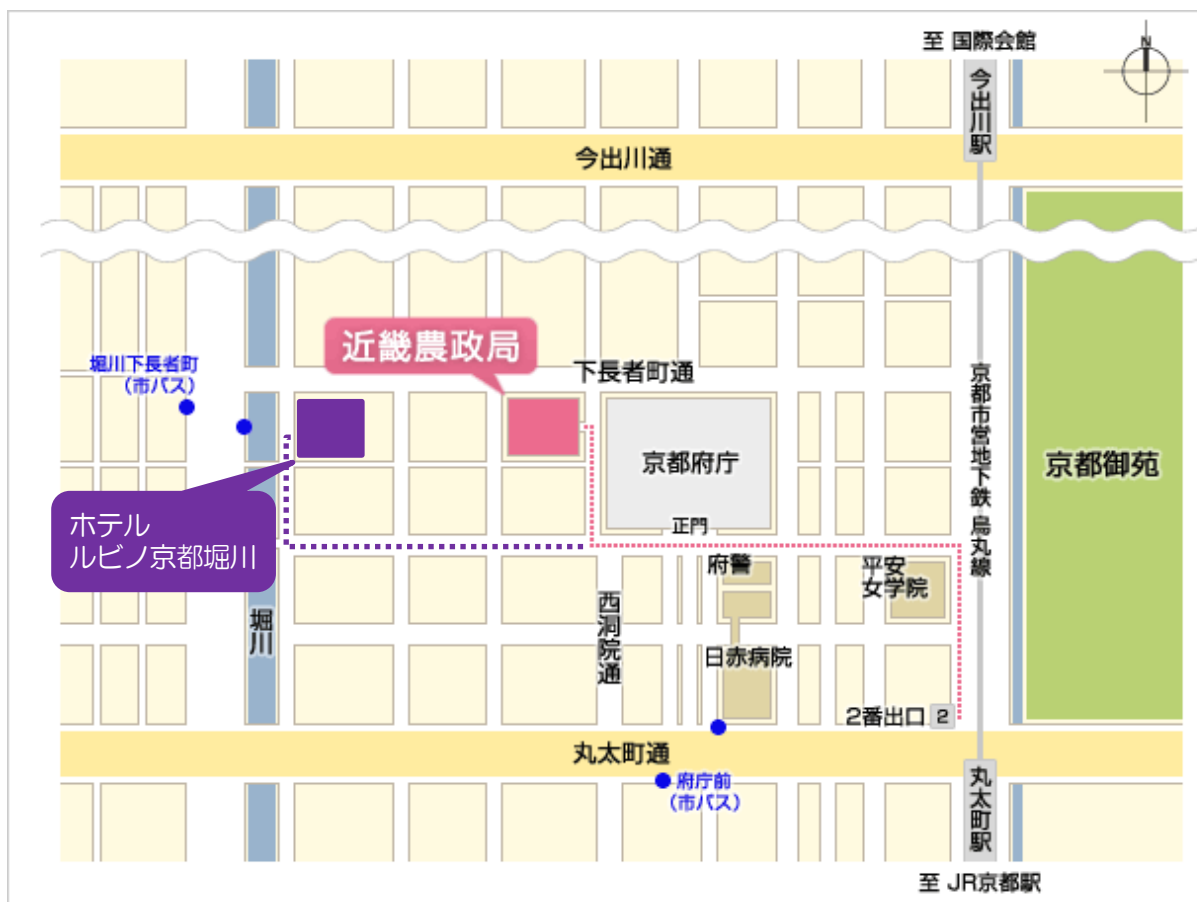 至 国際会館
N
今出川駅
今出川通
近畿農政局
堀川下長者町
（市バス）
下長者町通
京都市営地下鉄 烏丸線
京都府庁
京都御苑
ホテル
ルビノ京都堀川
正門
府警
平安
女学院
西洞院通
堀川
日赤病院
2番出口 2
丸太町通
府庁前
（市バス）
丸太町駅
至 JR京都駅